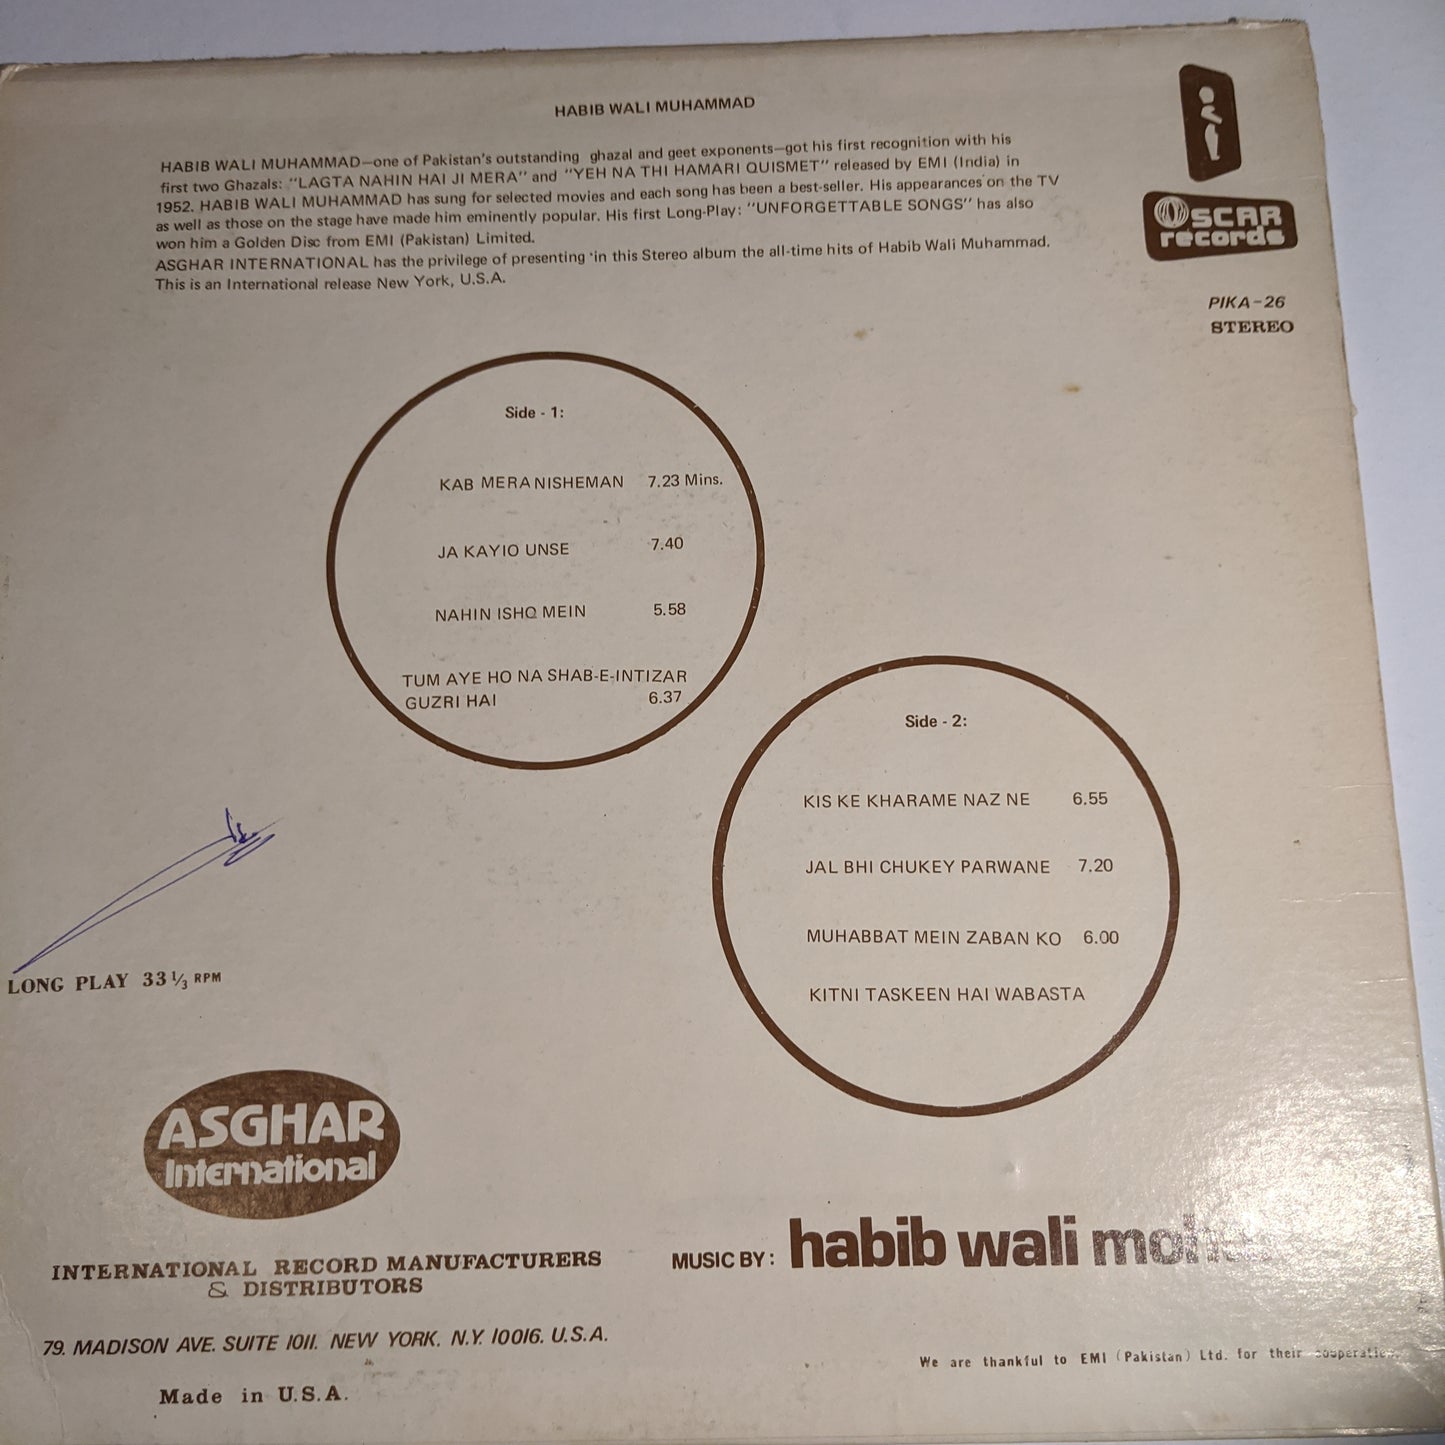 HABIB WALI MUHAMMAD
HABIB WALI MUHAMMAD—one of Pakistan's outstanding ghazal and geet exponents—got his first recognition with his
first two Ghazals: "LAGTA NAHIN HAI JI MERA" and "YEH NA THI HAMARI QUISMET" released by EMI (India) in
1952. HABIB WALI MUHAMMAD has sung for selected movies and each song has been a best-seller. His appearances on the TV
as well as those on the stage have made him eminently popular. His first Long-Play: "UNFORGETTABLE SONGS" has also
won him a Golden Disc from EMI (Pakistan) Limited.
ASGHAR INTERNATIONAL has the privilege of presenting in this Stereo album the all-time hits of Habib Wali Muhammad.
This is an International release New York, U.S.A.
OSCAR
records
PIKA-26
STEREO
Side - 1:
KAB MERA NISHEMAN 7.23 Mins.
JA KAYIO UNSE 7.40
NAHIN ISHQ MEIN 5.58
TUM AYE HO NA SHAB-E-INTIZAR
GUZRI HAI 6.37
Side - 2:
KIS KE KHARAME NAZ NE 6.55
JAL BHI CHUKEY PARWANE 7.20
MUHABBAT MEIN ZABAN KO 6.00
KITNI TASKEEN HAI WABASTA
LONG PLAY 33 1/3 RPM
ASGHAR
International
INTERNATIONAL RECORD MANUFACTURERS
& DISTRIBUTORS
79. MADISON AVE. SUITE 1011. NEW YORK. N.Y. 10016. U.S.A.
Made in U.S.A.
MUSIC BY: habib wali
We are thankful to EMI (Pakistan) Ltd. for their